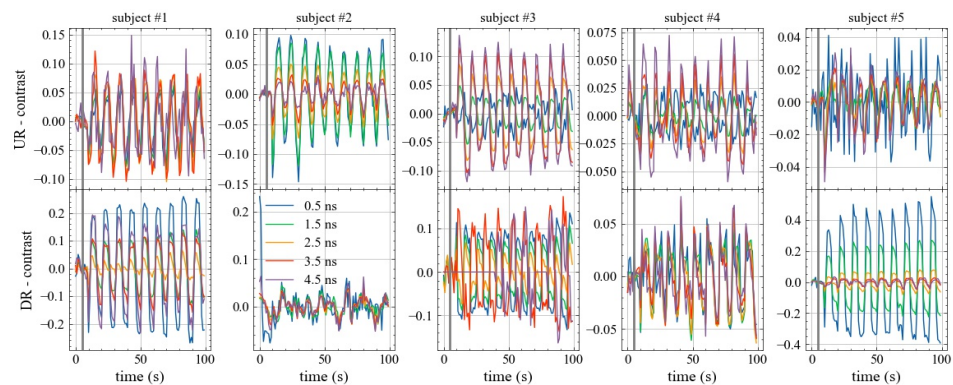 subject #1 subject #2 subject #3 subject #4 subject #5
UR - contrast
0.15 0.10 0.05 0.00 −0.05 −0.10
0.10 0.05 0.00 −0.05 −0.10 −0.15
0.15 0.10 0.05 0.00 −0.05 −0.10
0.075 0.050 0.025 0.000 −0.025 −0.050
0.04 0.02 0.00 −0.02 −0.04
DR - contrast
0.2 0.1 0.0 −0.1 −0.2
0.2 0.1 0.0
0.5 ns
1.5 ns
2.5 ns
3.5 ns
4.5 ns
0.1 0.0 −0.1
0.05 0.00 −0.05
0.4 0.2 0.0 −0.2 −0.4
0 50 100 0 50 100 0 50 100 0 50 100 0 50 100
time (s) time (s) time (s) time (s) time (s)